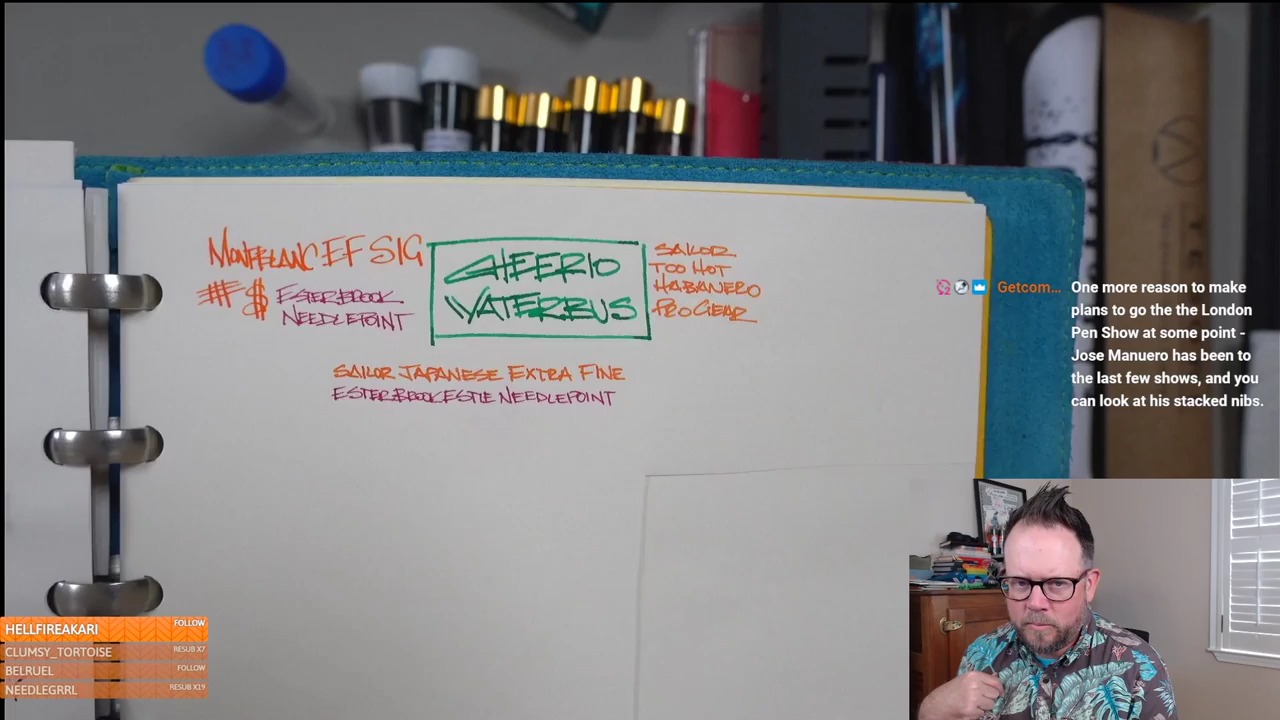 MONTBLANC EF SIG
# $ ESTERBROOK
NEEDLEPOINT
CHEERIO
WATERBUS
SAILOR
TOO HOT
HABANERO
PRO GEAR
SAILOR JAPANESE EXTRA FINE
ESTERBROOK ESTIE NEEDLEPOINT
Getcom... One more reason to make
plans to go the the London
Pen Show at some point -
Jose Manuero has been to
the last few shows, and you
can look at his stacked nibs.
HELLFIREAKARI FOLLOW
CLUMSY_TORTOISE RESUB X7
BELRUEL FOLLOW
NEEDLEGRRL RESUB X19